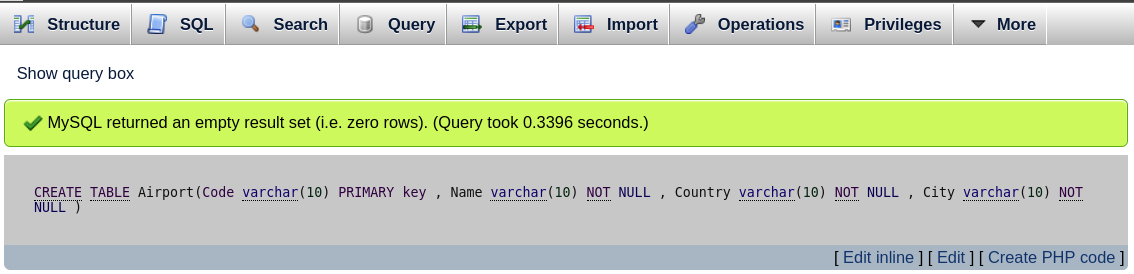 Structure SQL Search Query Export Import Operations Privileges More
Show query box
MySQL returned an empty result set (i.e. zero rows). (Query took 0.3396 seconds.)
CREATE TABLE Airport(Code varchar(10) PRIMARY key , Name varchar(10) NOT NULL , Country varchar(10) NOT NULL , City varchar(10) NOT
NULL )
[ Edit inline ] [ Edit ] [ Create PHP code ]